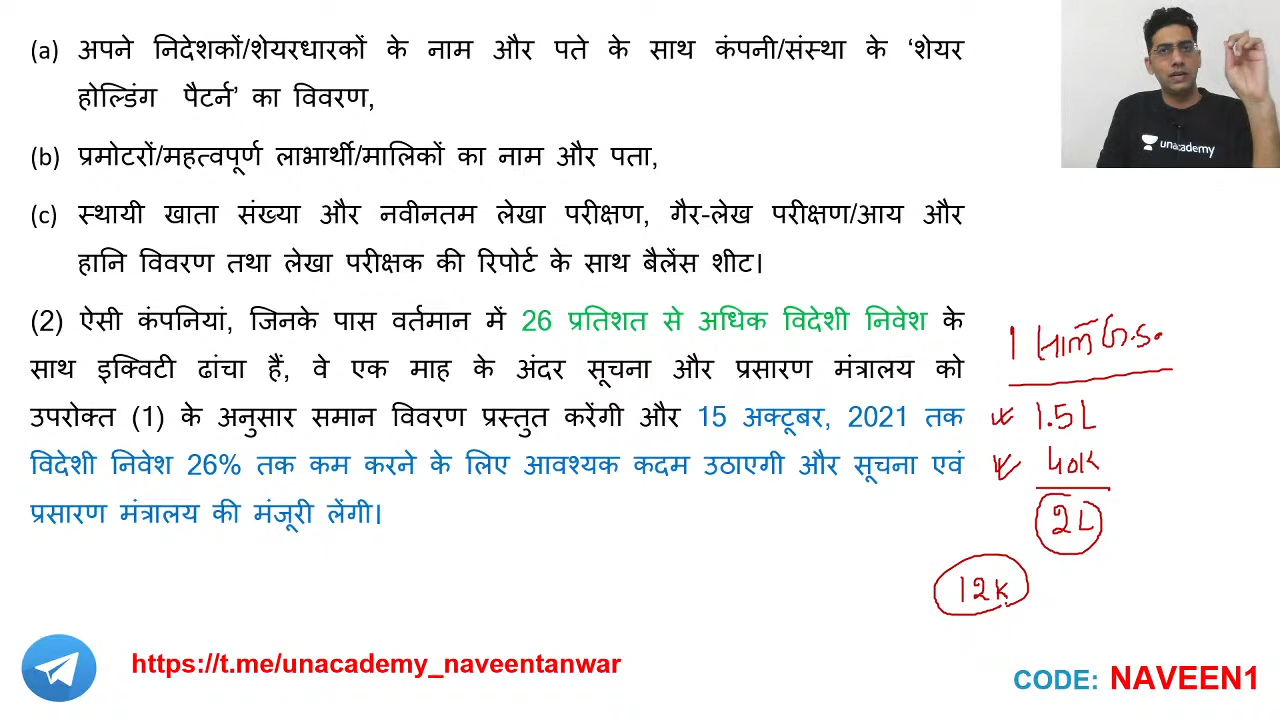 (a) अपने निदेशकों/शेयरधारकों के नाम और पते के साथ कंपनी/संस्था के ‘शेयर
होल्डिंग पैटर्न’ का विवरण,
(b) प्रमोटरों/महत्वपूर्ण लाभार्थी/मालिकों का नाम और पता,
(c) स्थायी खाता संख्या और नवीनतम लेखा परीक्षण, गैर-लेख परीक्षण/आय और
हानि विवरण तथा लेखा परीक्षक की रिपोर्ट के साथ बैलेंस शीट।
(2) ऐसी कंपनियां, जिनके पास वर्तमान में 26 प्रतिशत से अधिक विदेशी निवेश के
साथ इक्विटी ढांचा हैं, वे एक माह के अंदर सूचना और प्रसारण मंत्रालय को
उपरोक्त (1) के अनुसार समान विवरण प्रस्तुत करेंगी और 15 अक्टूबर, 2021 तक
विदेशी निवेश 26% तक कम करने के लिए आवश्यक कदम उठाएगी और सूचना एवं
प्रसारण मंत्रालय की मंजूरी लेंगी।
1 साल
1.5L
40K
2L
12K
unacademy
https://t.me/unacademy_naveentanwar
CODE: NAVEEN1